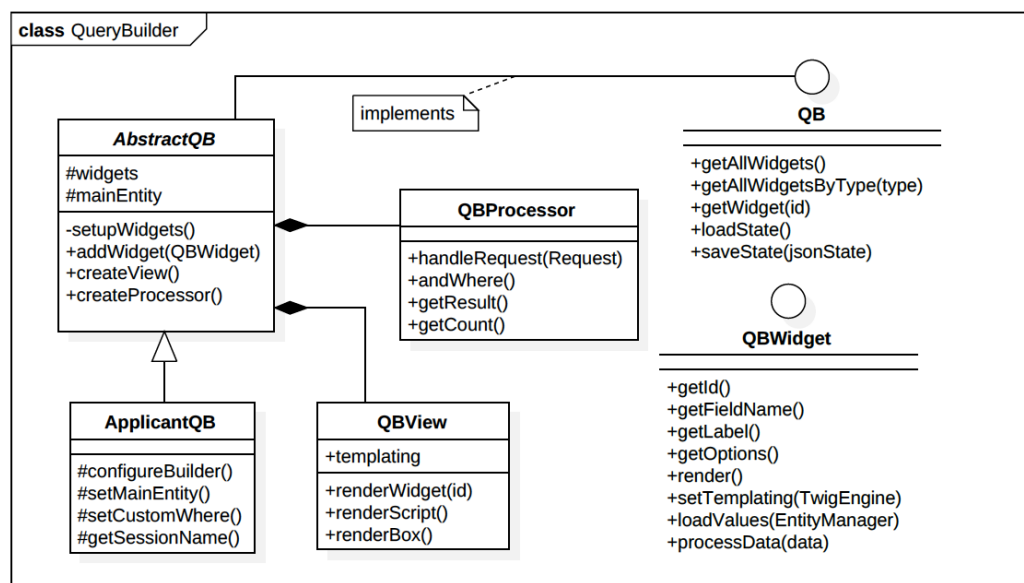 class QueryBuilder
implements
AbstractQB
#widgets
#mainEntity
-setupWidgets()
+addWidget(QBWidget)
+createView()
+createProcessor()
QBProcessor
+handleRequest(Request)
+andWhere()
+getResult()
+getCount()
QB
+getAllWidgets()
+getAllWidgetsByType(type)
+getWidget(id)
+loadState()
+saveState(jsonState)
QBWidget
+getId()
+getFieldName()
+getLabel()
+getOptions()
+render()
+setTemplating(TwigEngine)
+loadValues(EntityManager)
+processData(data)
ApplicantQB
#configureBuilder()
#setMainEntity()
#setCustomWhere()
#getSessionName()
QBView
+templating
+renderWidget(id)
+renderScript()
+renderBox()